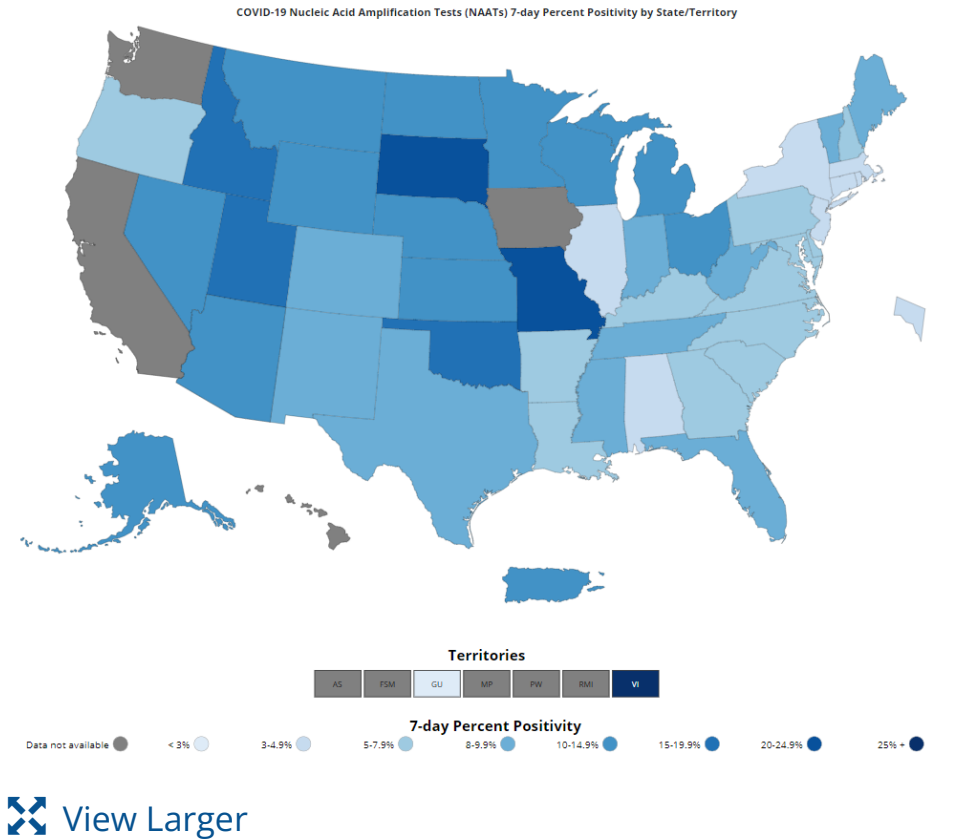 COVID-19 Nucleic Acid Amplification Tests (NAATs) 7-day Percent Positivity by State/Territory
Territories
AS FSM GU MP PW RMI VI
7-day Percent Positivity
Data not available < 3% 3-4.9% 5-7.9% 8-9.9% 10-14.9% 15-19.9% 20-24.9% 25% +
View Larger